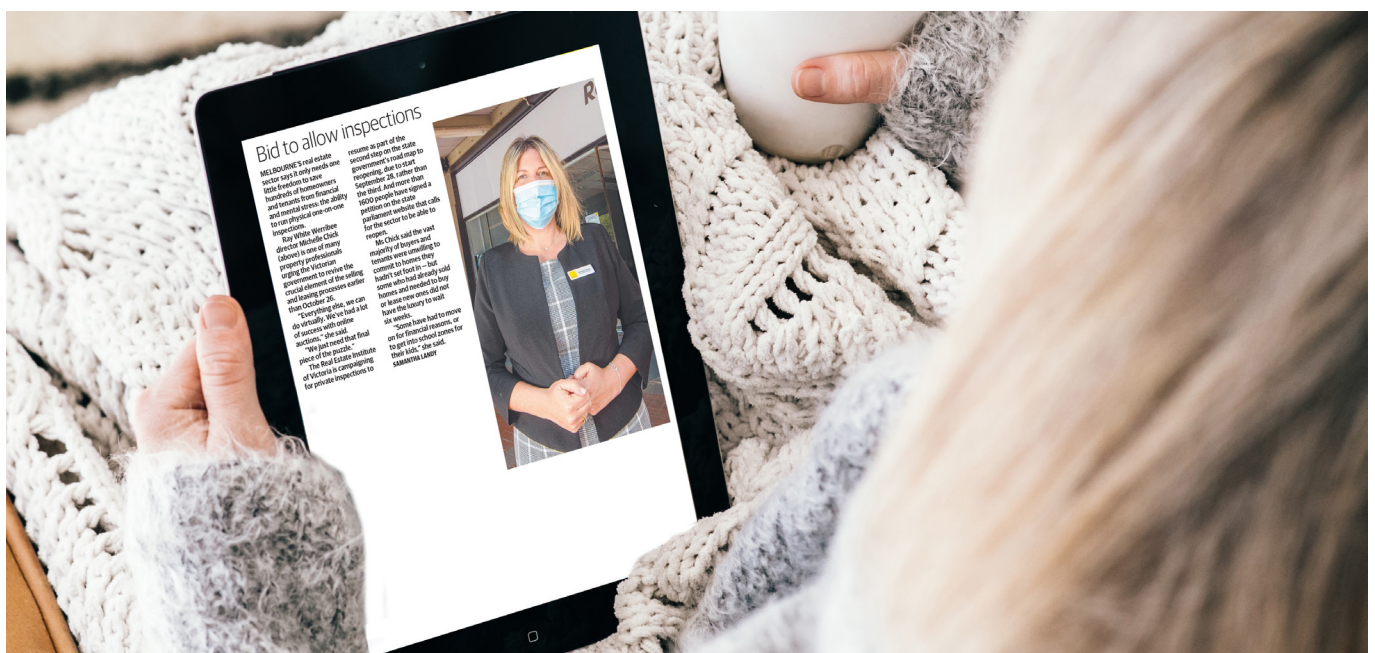 Bid to allow inspections
MELBOURNE'S real estate
sector says it only needs one
little freedom to save
hundreds of homeowners
and tenants from financial
and mental stress: the ability
to run physical one-on-one
inspections.
Ray White Werribee
director Michelle Chick
(above) is one of many
property professionals
urging the Victorian
government to revive the
crucial element of the selling
and leasing processes earlier
than October 26.
"Everything else, we can
do virtually. We've had a lot
of success with online
auctions," she said.
"We just need that final
piece of the puzzle."
The Real Estate Institute
of Victoria is campaigning
for private inspections to
resume as part of the
second step on the state
government's road map to
reopening, due to start
September 28, rather than
the third. And more than
1600 people have signed a
petition on the state
parliament website that calls
for the sector to be able to
reopen.
Ms Chick said the vast
majority of buyers and
tenants were unwilling to
commit to homes they
hadn't set foot in – but
some who had already sold
homes and needed to buy
or lease new ones did not
have the luxury to wait
six weeks.
"Some have had to move
on for financial reasons, or
to get into school zones for
their kids," she said.
SAMANTHA LANDY
R